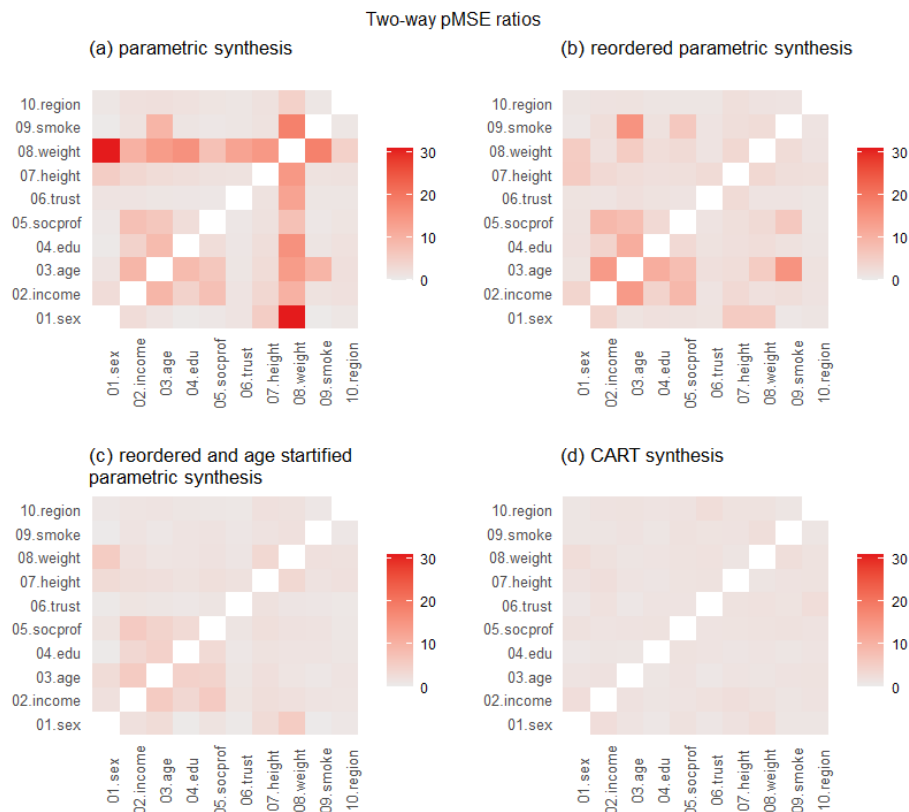 Two-way pMSE ratios
(a) parametric synthesis
10.region
09.smoke
08.weight
07.height
06.trust
05.socprof
04.edu
03.age
02.income
01.sex
01.sex
02.income
03.age
04.edu
05.socprof
06.trust
07.height
08.weight
09.smoke
10.region
30
20
10
0
(b) reordered parametric synthesis
10.region
09.smoke
08.weight
07.height
06.trust
05.socprof
04.edu
03.age
02.income
01.sex
01.sex
02.income
03.age
04.edu
05.socprof
06.trust
07.height
08.weight
09.smoke
10.region
30
20
10
0
(c) reordered and age startified
parametric synthesis
10.region
09.smoke
08.weight
07.height
06.trust
05.socprof
04.edu
03.age
02.income
01.sex
01.sex
02.income
03.age
04.edu
05.socprof
06.trust
07.height
08.weight
09.smoke
10.region
30
20
10
0
(d) CART synthesis
10.region
09.smoke
08.weight
07.height
06.trust
05.socprof
04.edu
03.age
02.income
01.sex
01.sex
02.income
03.age
04.edu
05.socprof
06.trust
07.height
08.weight
09.smoke
10.region
30
20
10
0